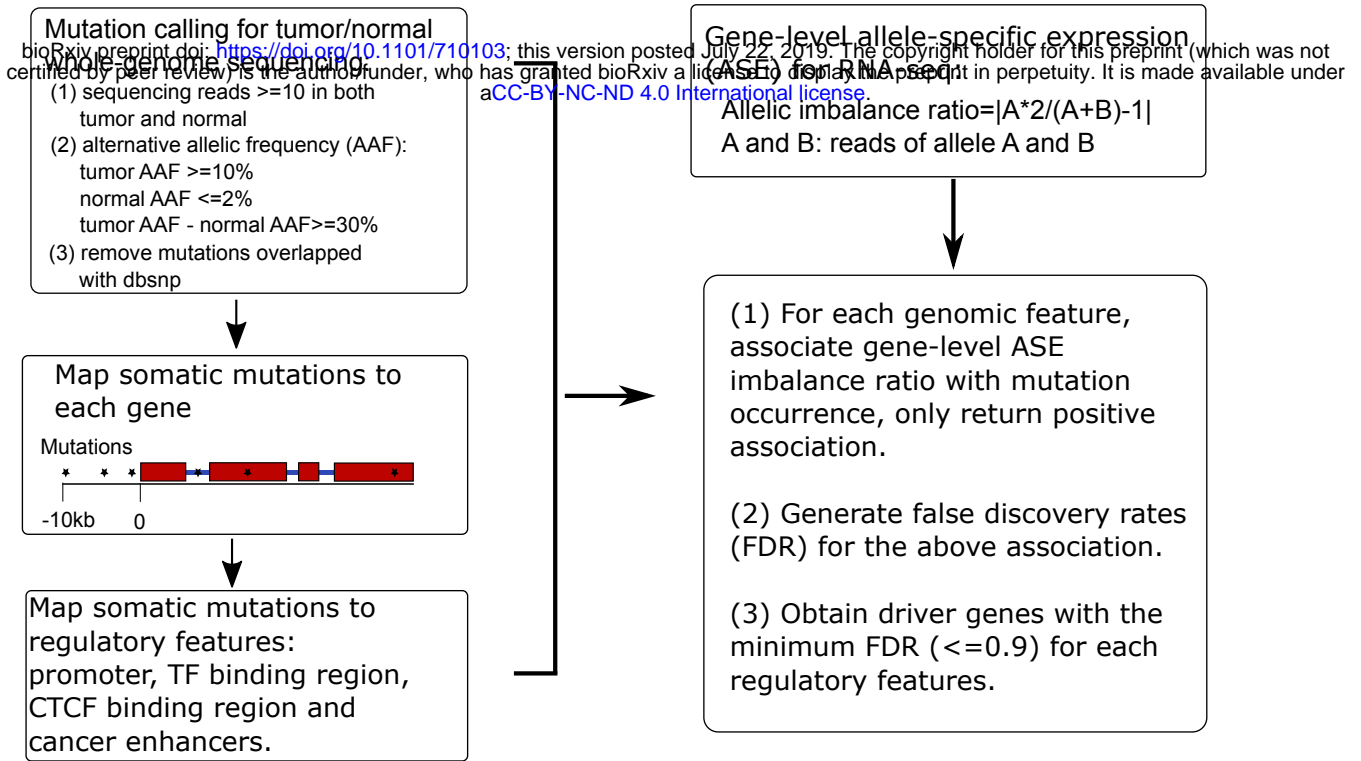 Mutation calling for tumor/normal
whole-genome sequencing:
(1) sequencing reads >=10 in both
tumor and normal
(2) alternative allelic frequency (AAF):
tumor AAF >=10%
normal AAF <=2%
tumor AAF - normal AAF>=30%
(3) remove mutations overlapped
with dbsnp
bioRxiv preprint doi: https://doi.org/10.1101/710103; this version posted July 22, 2019. The copyright holder for this preprint (which was not
certified by peer review) is the author/funder, who has granted bioRxiv a license to display the preprint in perpetuity. It is made available under
aCC-BY-NC-ND 4.0 International license.
Map somatic mutations to
each gene
Mutations
-10kb 0
Map somatic mutations to
regulatory features:
promoter, TF binding region,
CTCF binding region and
cancer enhancers.
Gene-level allele-specific expression
(ASE) for RNA-seq:
Allelic imbalance ratio=|A*2/(A+B)-1|
A and B: reads of allele A and B
(1) For each genomic feature,
associate gene-level ASE
imbalance ratio with mutation
occurrence, only return positive
association.
(2) Generate false discovery rates
(FDR) for the above association.
(3) Obtain driver genes with the
minimum FDR (<=0.9) for each
regulatory features.